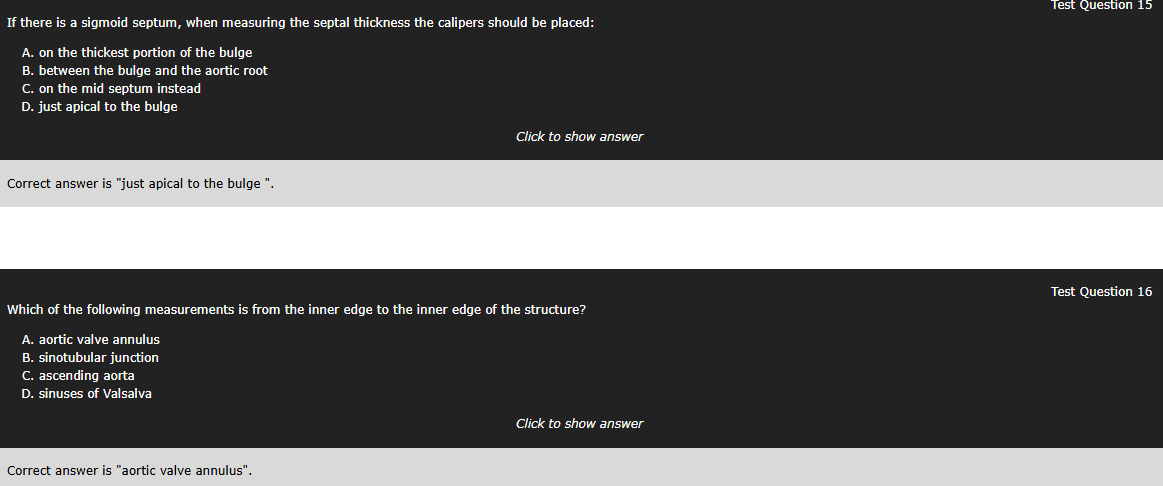 Test Question 15
If there is a sigmoid septum, when measuring the septal thickness the calipers should be placed:
A. on the thickest portion of the bulge
B. between the bulge and the aortic root
C. on the mid septum instead
D. just apical to the bulge
Click to show answer
Correct answer is "just apical to the bulge ".
Test Question 16
Which of the following measurements is from the inner edge to the inner edge of the structure?
A. aortic valve annulus
B. sinotubular junction
C. ascending aorta
D. sinuses of Valsalva
Click to show answer
Correct answer is "aortic valve annulus".